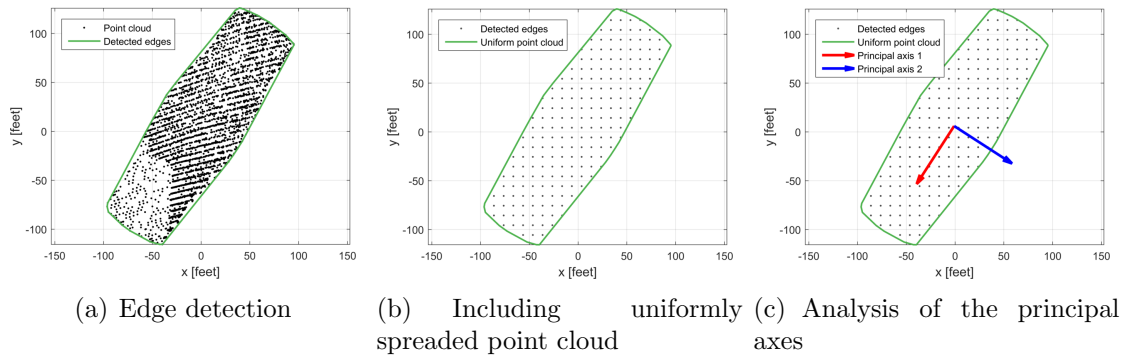 Point cloud
Detected edges
100
50
0
-50
-100
y [feet]
-150 -100 -50 0 50 100 150
x [feet]
(a) Edge detection
Detected edges
Uniform point cloud
100
50
0
-50
-100
y [feet]
-150 -100 -50 0 50 100 150
x [feet]
(b) Including uniformly
spreaded point cloud
Detected edges
Uniform point cloud
Principal axis 1
Principal axis 2
100
50
0
-50
-100
y [feet]
-150 -100 -50 0 50 100 150
x [feet]
(c) Analysis of the principal
axes